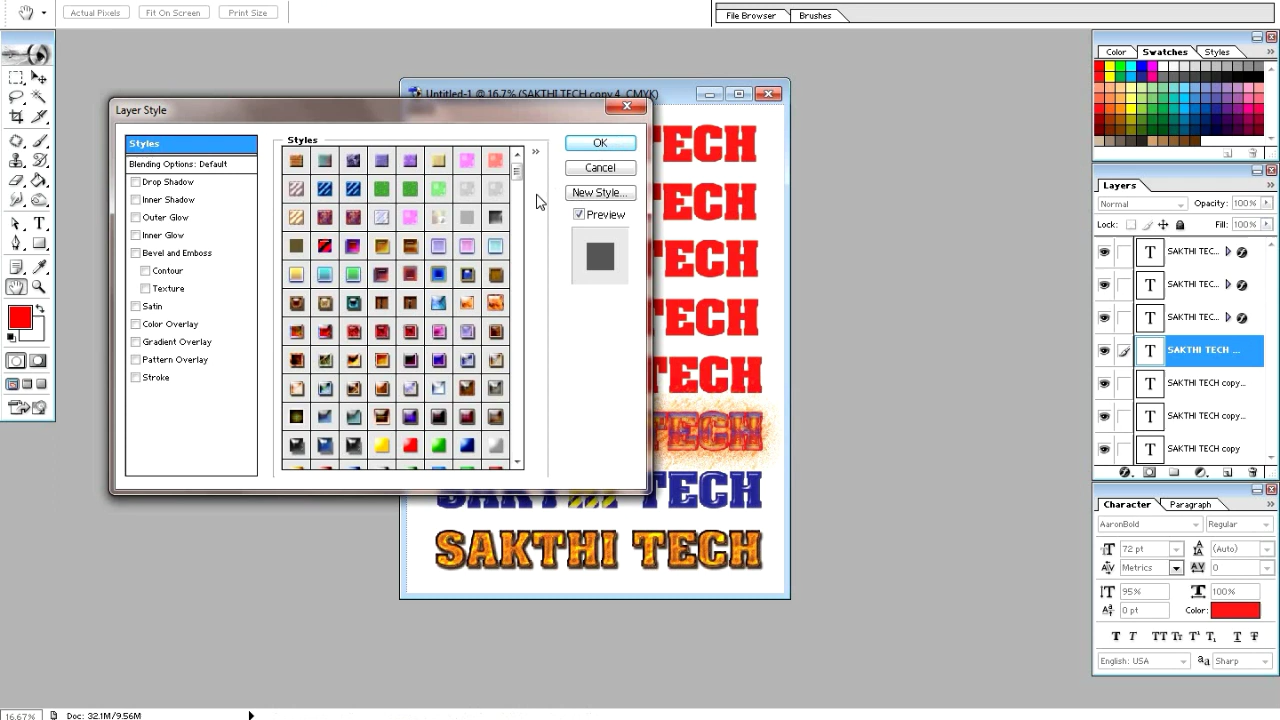 Actual Pixels
Fit On Screen
Print Size
File Browser
Brushes
Color
Swatches
Styles
Untitled-1 @ 16.7% (SAKTHI TECH copy 4, CMYK)
Layer Style
Styles
Blending Options: Default
Drop Shadow
Inner Shadow
Outer Glow
Inner Glow
Bevel and Emboss
Contour
Texture
Satin
Color Overlay
Gradient Overlay
Pattern Overlay
Stroke
Styles
OK
Cancel
New Style...
Preview
TECH
TECH
TECH
TECH
TECH
TECH
TECH
SAKTHI TECH
Layers
Normal
Opacity: 100%
Lock:
Fill: 100%
SAKTHI TEC...
SAKTHI TEC...
SAKTHI TEC...
SAKTHI TECH ...
SAKTHI TECH copy...
SAKTHI TECH copy...
SAKTHI TECH copy
Character
Paragraph
AaronBold
Regular
72 pt
(Auto)
Metrics
0
95%
100%
0 pt
Color:
T T TT Tr T¹ T₁ T T
English: USA
aa
Sharp
16.67%
Doc: 32.1M/9.56M